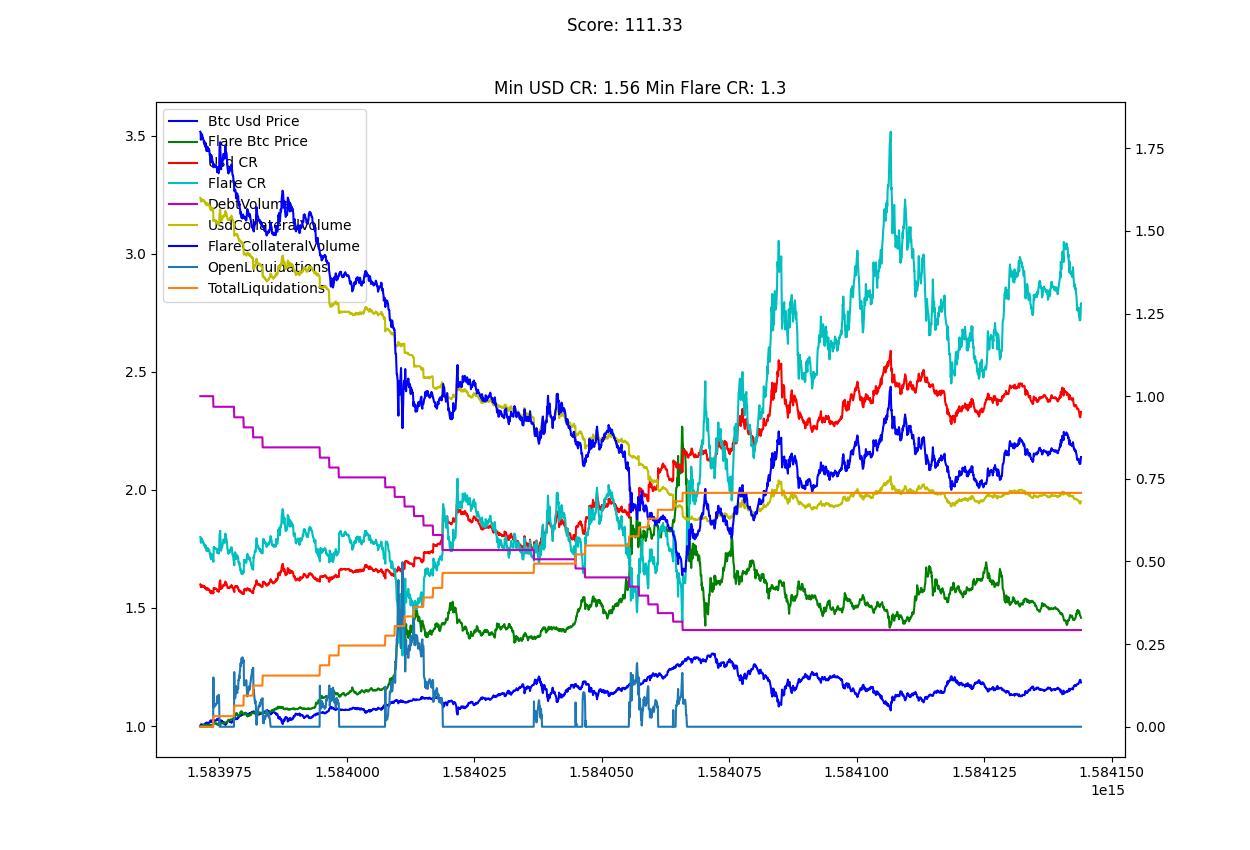 Score: 111.33
Min USD CR: 1.56 Min Flare CR: 1.3
Btc Usd Price
Flare Btc Price
Usd CR
Flare CR
DebtVolume
UsdCollateralVolume
FlareCollateralVolume
OpenLiquidations
TotalLiquidations
3.5
3.0
2.5
2.0
1.5
1.0
1.75
1.50
1.25
1.00
0.75
0.50
0.25
0.00
1.583975
1.584000
1.584025
1.584050
1.584075
1.584100
1.584125
1.584150
1e15